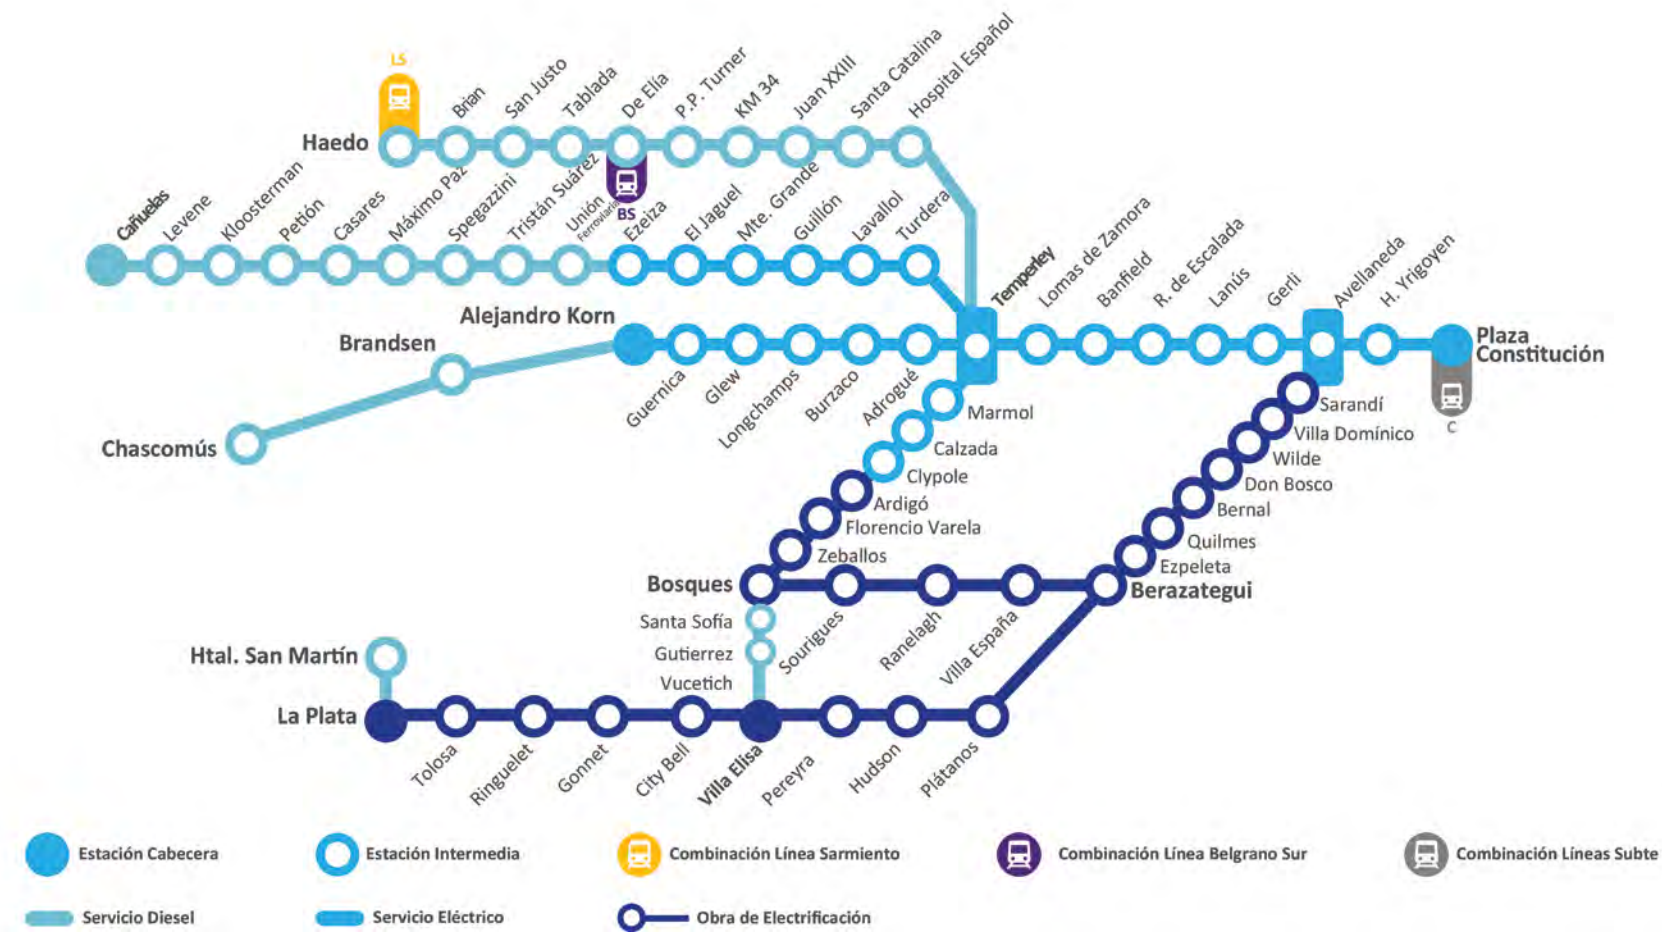 LS
Haedo
Brian
San Justo
Tablada
De Elía
P.P. Turner
KM 34
Juan XXIII
Santa Catalina
Hospital Español
BS
Cañuelas
Levene
Kloosterman
Petión
Casares
Máximo Paz
Spegazzini
Tristán Suárez
Unión
Ferroviaria
Ezeiza
El Jaguel
Mte. Grande
Guillón
Lavallol
Turdera
Temperley
Lomas de Zamora
Banfield
R. de Escalada
Lanús
Gerli
Avellaneda
H. Yrigoyen
Plaza
Constitución
C
Alejandro Korn
Brandsen
Chascomús
Guernica
Glew
Longchamps
Burzaco
Adrogué
Marmol
Calzada
Clypole
Ardigó
Florencio Varela
Zeballos
Sarandí
Villa Domínico
Wilde
Don Bosco
Bernal
Quilmes
Ezpeleta
Berazategui
Bosques
Santa Sofía
Gutierrez
Vucetich
Sourigues
Ranelagh
Villa España
Htal. San Martín
La Plata
Tolosa
Ringuelet
Gonnet
City Bell
Villa Elisa
Pereyra
Hudson
Plátanos
Estación Cabecera
Estación Intermedia
Combinación Línea Sarmiento
Combinación Línea Belgrano Sur
Combinación Líneas Subte
Servicio Diesel
Servicio Eléctrico
Obra de Electrificación